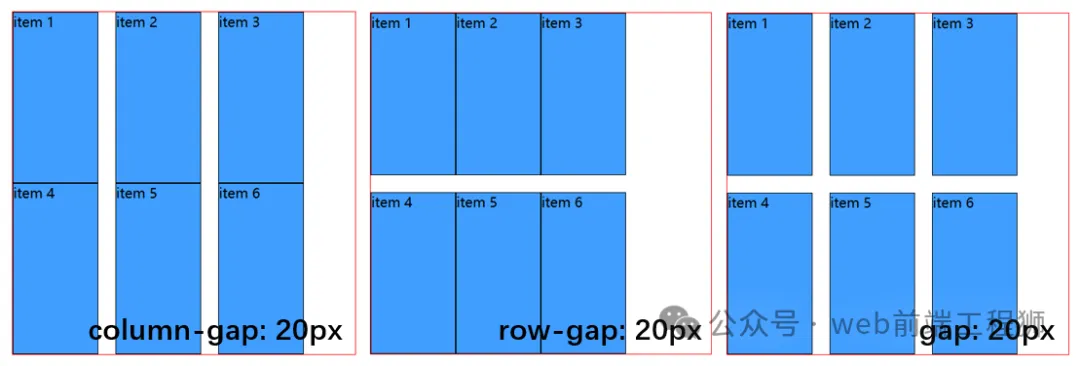 item 1 item 2 item 3
item 4 item 5 item 6
column-gap: 20px
item 1 item 2 item 3
item 4 item 5 item 6
row-gap: 20px
item 1 item 2 item 3
item 4 item 5 item 6
gap: 20px
公众号 · web前端工程狮